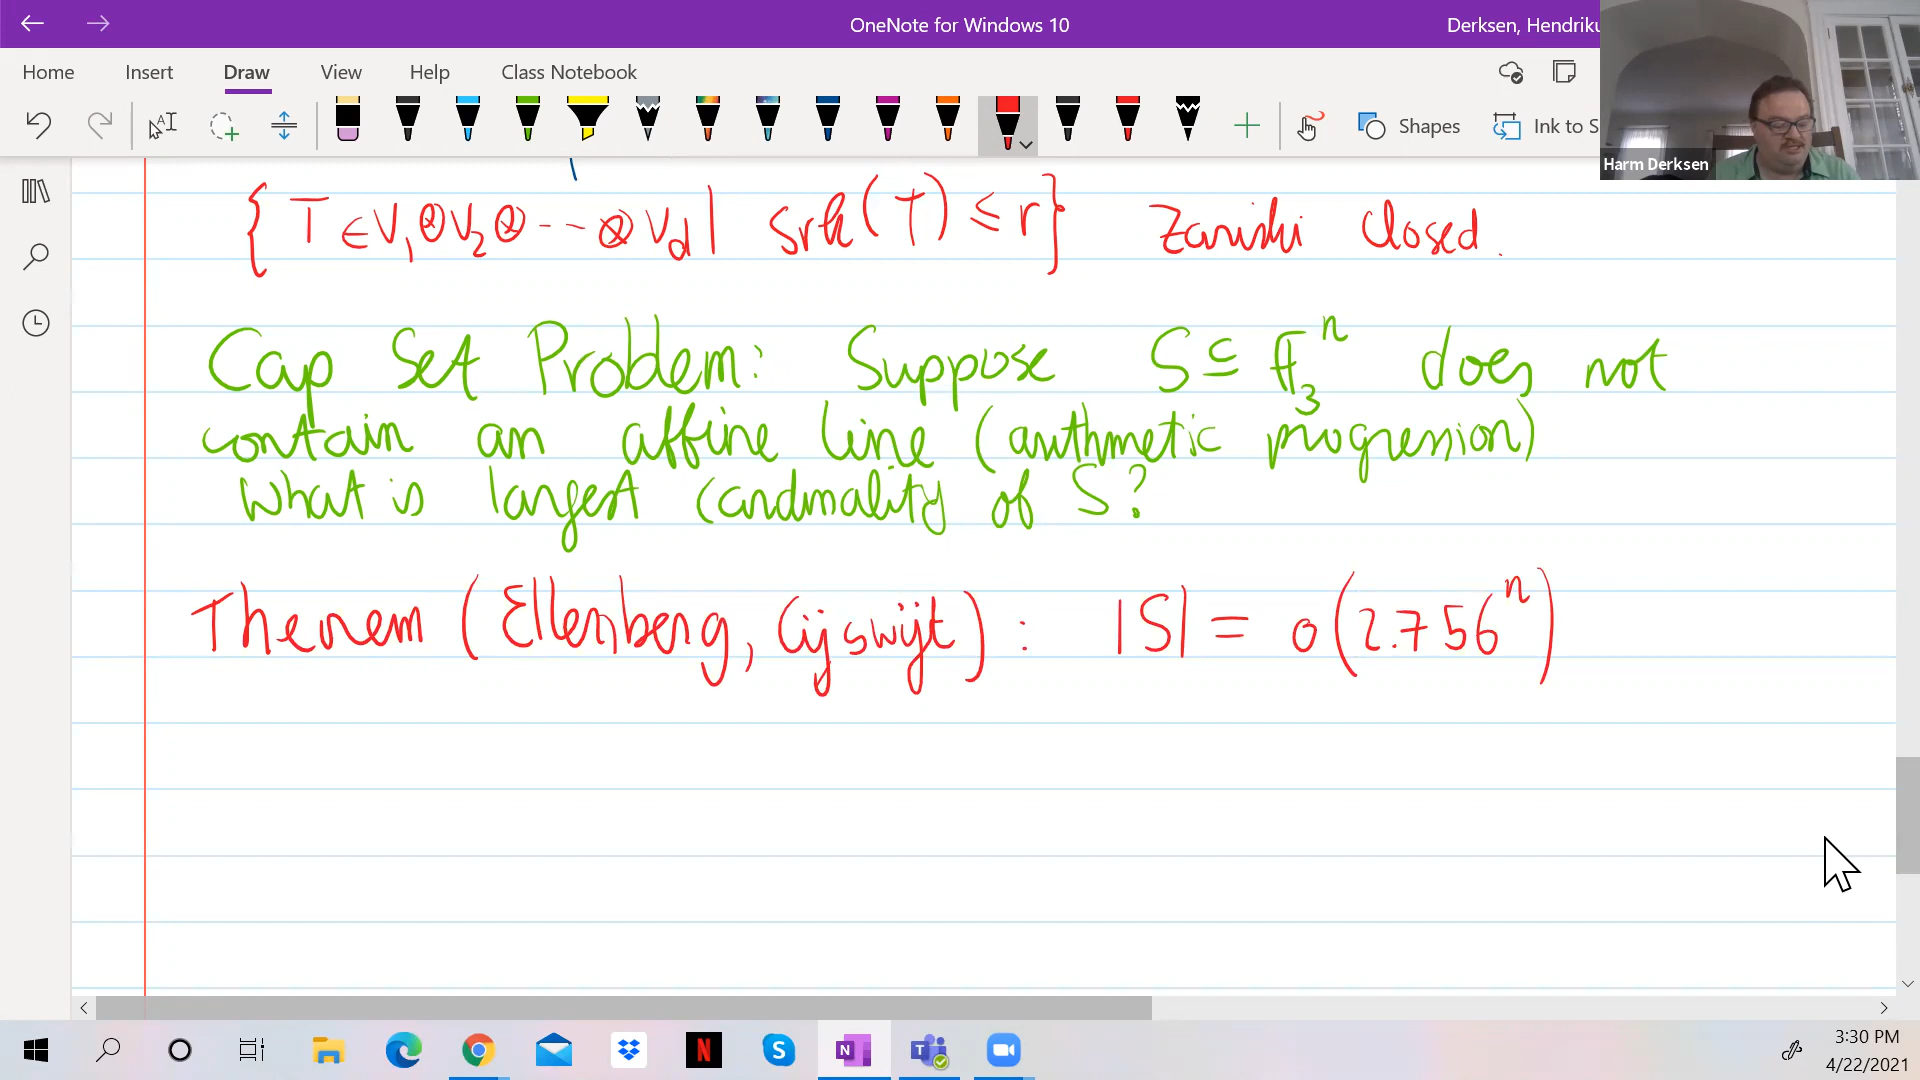 OneNote for Windows 10
Derksen, Hendriku
Home Insert Draw View Help Class Notebook
Shapes
Ink to S
Harm Derksen
{ T ∈ V₁⊗V₂⊗ --- ⊗ V_d | srk(T) ≤ r } Zariski Closed.
Cap Set Problem: Suppose S ⊆ F₃ⁿ does not
contain an affine line (arithmetic progression)
What is largest cardinality of S?
Theorem (Ellenberg, Gijswijt): |S| = o(2.756ⁿ)
3:30 PM
4/22/2021